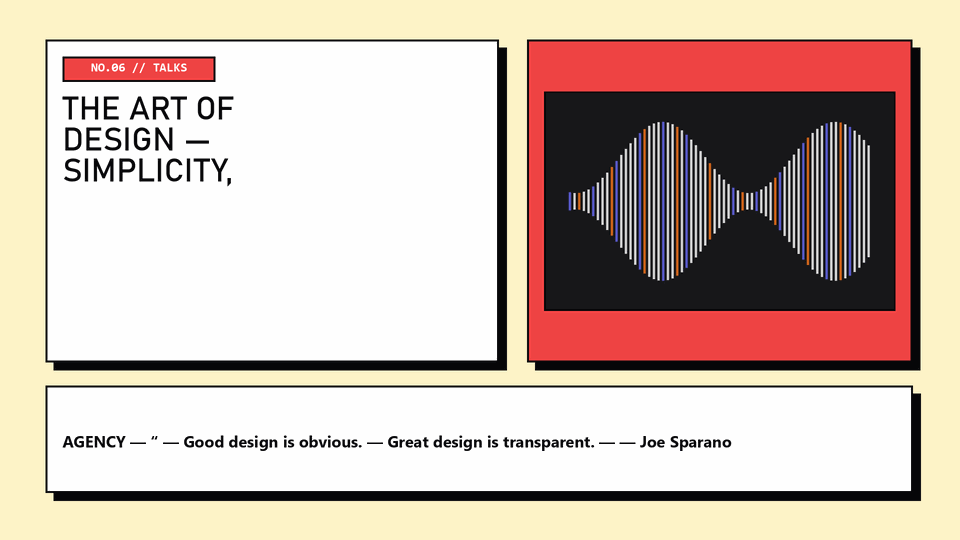 NO.06 // TALKS
THE ART OF
DESIGN —
SIMPLICITY,
AGENCY — “ — Good design is obvious. — Great design is transparent. — — Joe Sparano